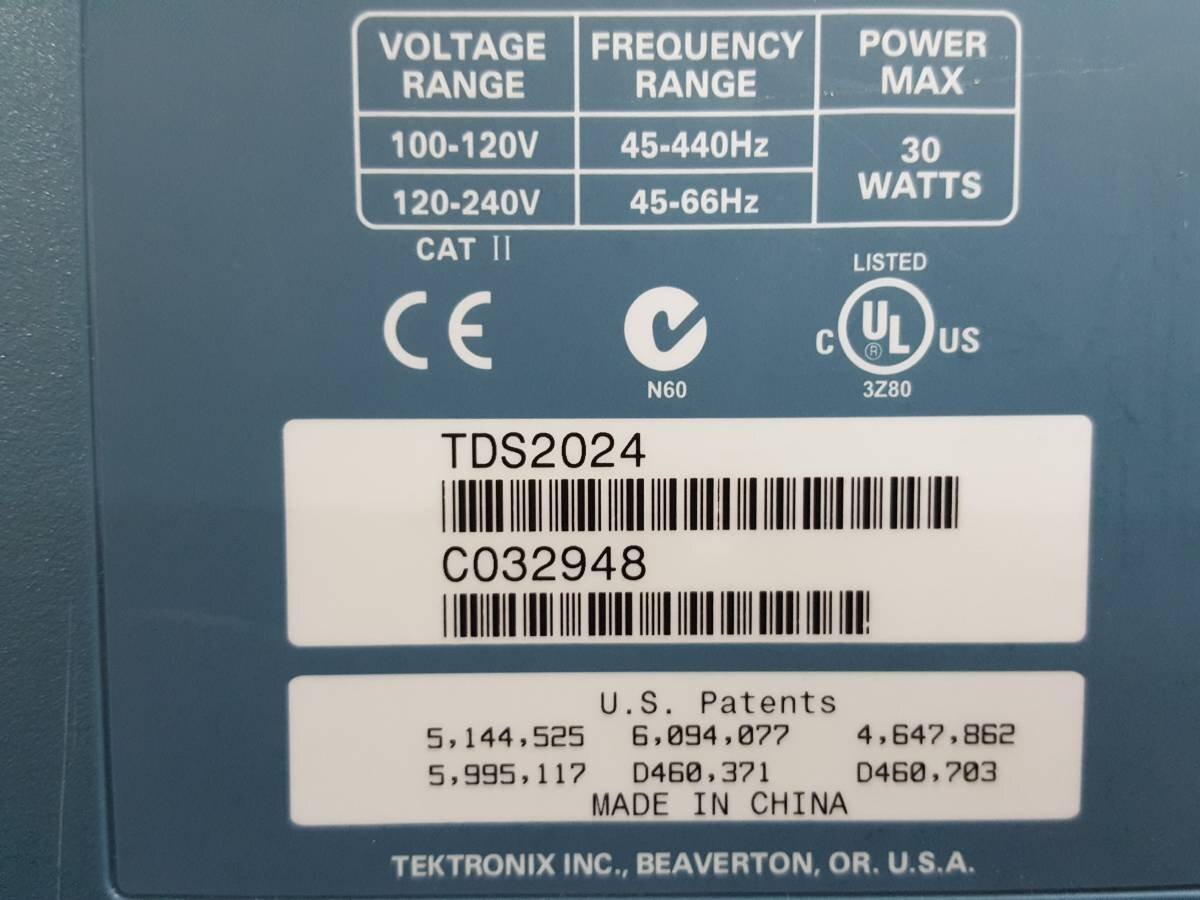 VOLTAGE RANGE FREQUENCY RANGE POWER MAX
100-120V 45-440Hz 30 WATTS
120-240V 45-66Hz
CAT II
CE
N60
LISTED
C UL® US
3Z80
TDS2024
C032948
U.S. Patents
5,144,525 6,094,077 4,647,862
5,995,117 D460,371 D460,703
MADE IN CHINA
TEKTRONIX INC., BEAVERTON, OR. U.S.A.